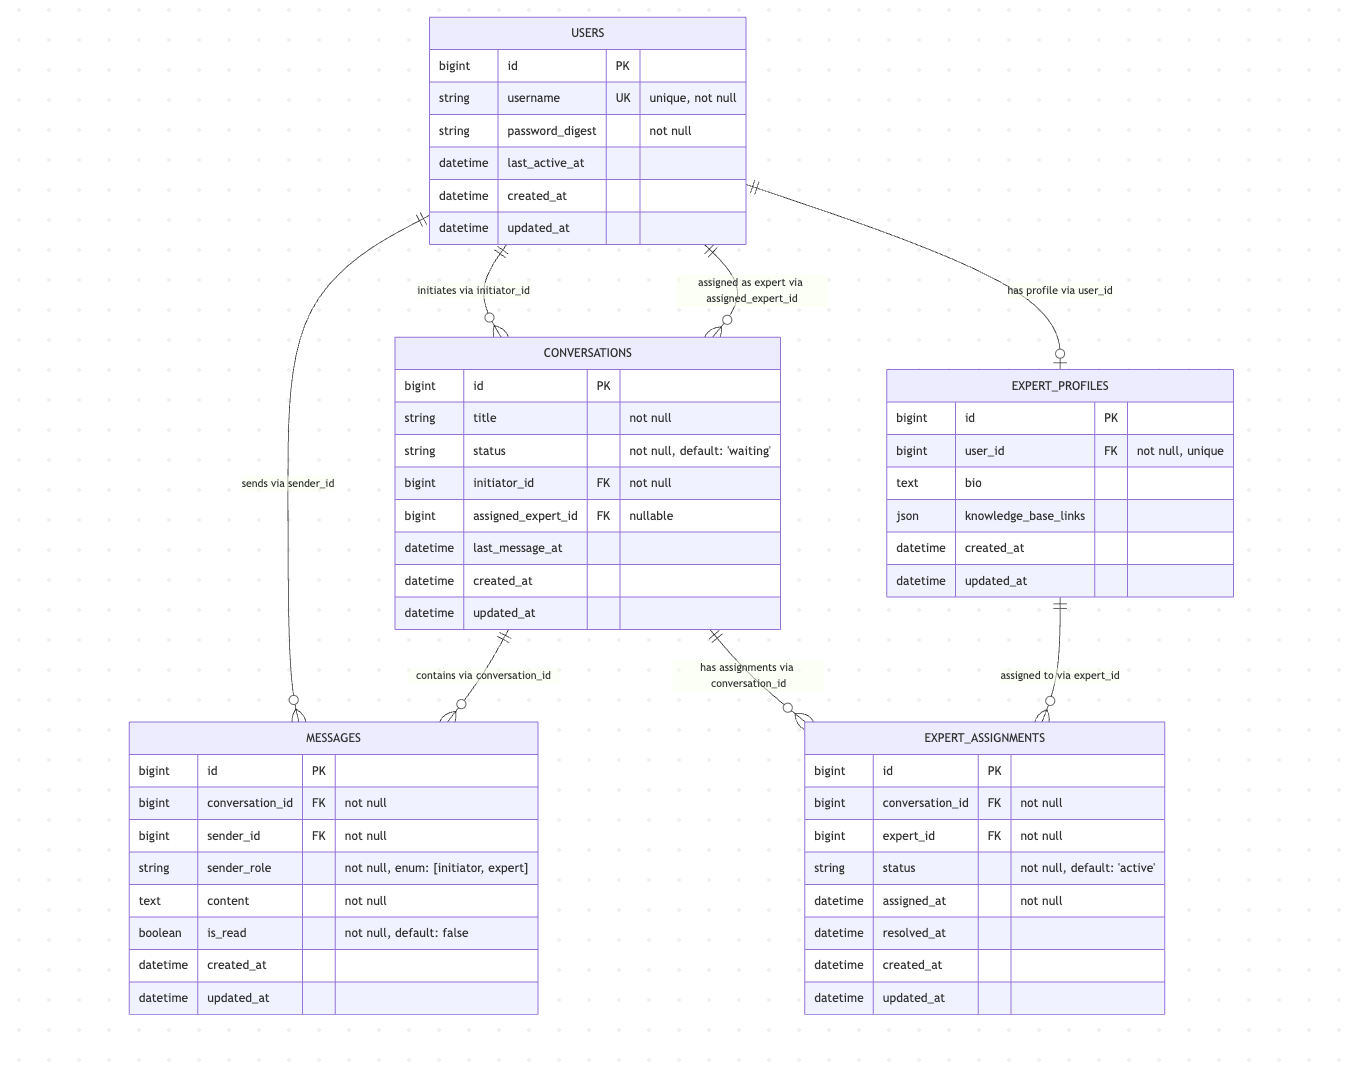 USERS
bigint id PK
string username UK unique, not null
string password_digest not null
datetime last_active_at
datetime created_at
datetime updated_at
initiates via initiator_id
assigned as expert via
assigned_expert_id
has profile via user_id
CONVERSATIONS
bigint id PK
string title not null
string status not null, default: 'waiting'
bigint initiator_id FK not null
bigint assigned_expert_id FK nullable
datetime last_message_at
datetime created_at
datetime updated_at
EXPERT_PROFILES
bigint id PK
bigint user_id FK not null, unique
text bio
json knowledge_base_links
datetime created_at
datetime updated_at
sends via sender_id
contains via conversation_id
has assignments via
conversation_id
assigned to via expert_id
MESSAGES
bigint id PK
bigint conversation_id FK not null
bigint sender_id FK not null
string sender_role not null, enum: [initiator, expert]
text content not null
boolean is_read not null, default: false
datetime created_at
datetime updated_at
EXPERT_ASSIGNMENTS
bigint id PK
bigint conversation_id FK not null
bigint expert_id FK not null
string status not null, default: 'active'
datetime assigned_at not null
datetime resolved_at
datetime created_at
datetime updated_at